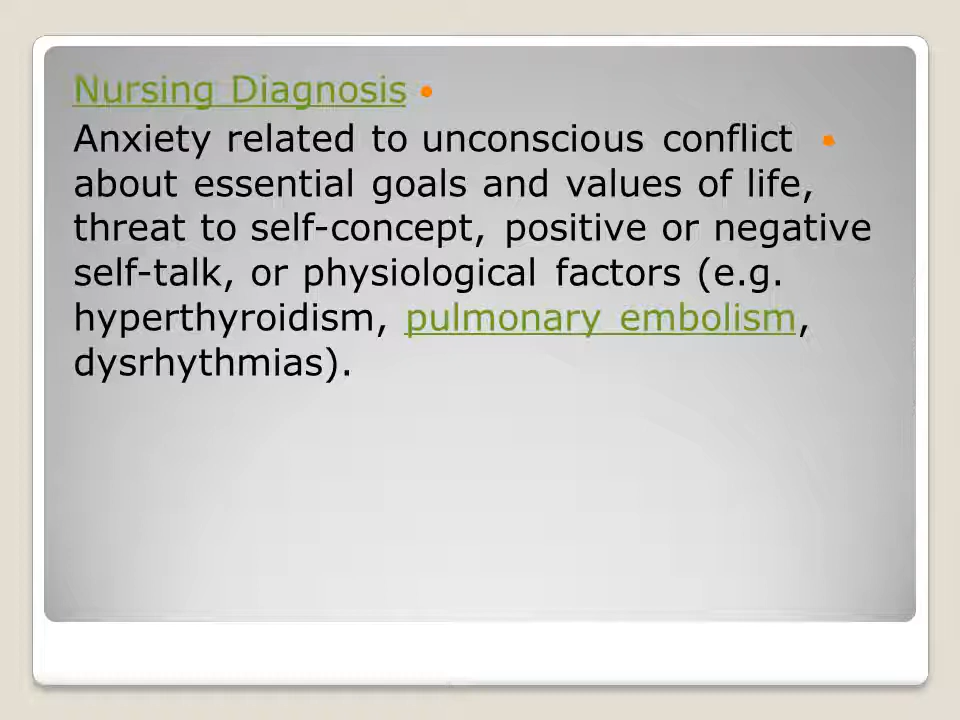 Nursing Diagnosis
Anxiety related to unconscious conflict
about essential goals and values of life,
threat to self-concept, positive or negative
self-talk, or physiological factors (e.g.
hyperthyroidism, pulmonary embolism,
dysrhythmias).